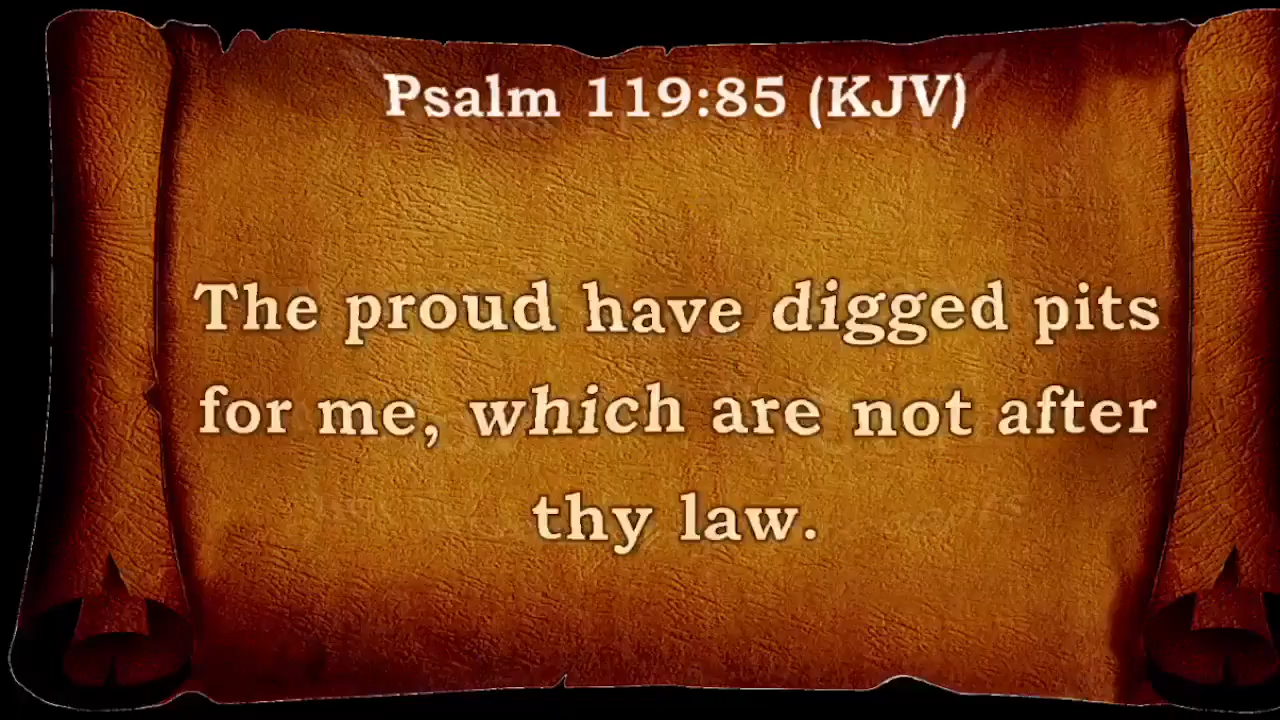 Psalm 119:85 (KJV)
The proud have digged pits
for me, which are not after
thy law.